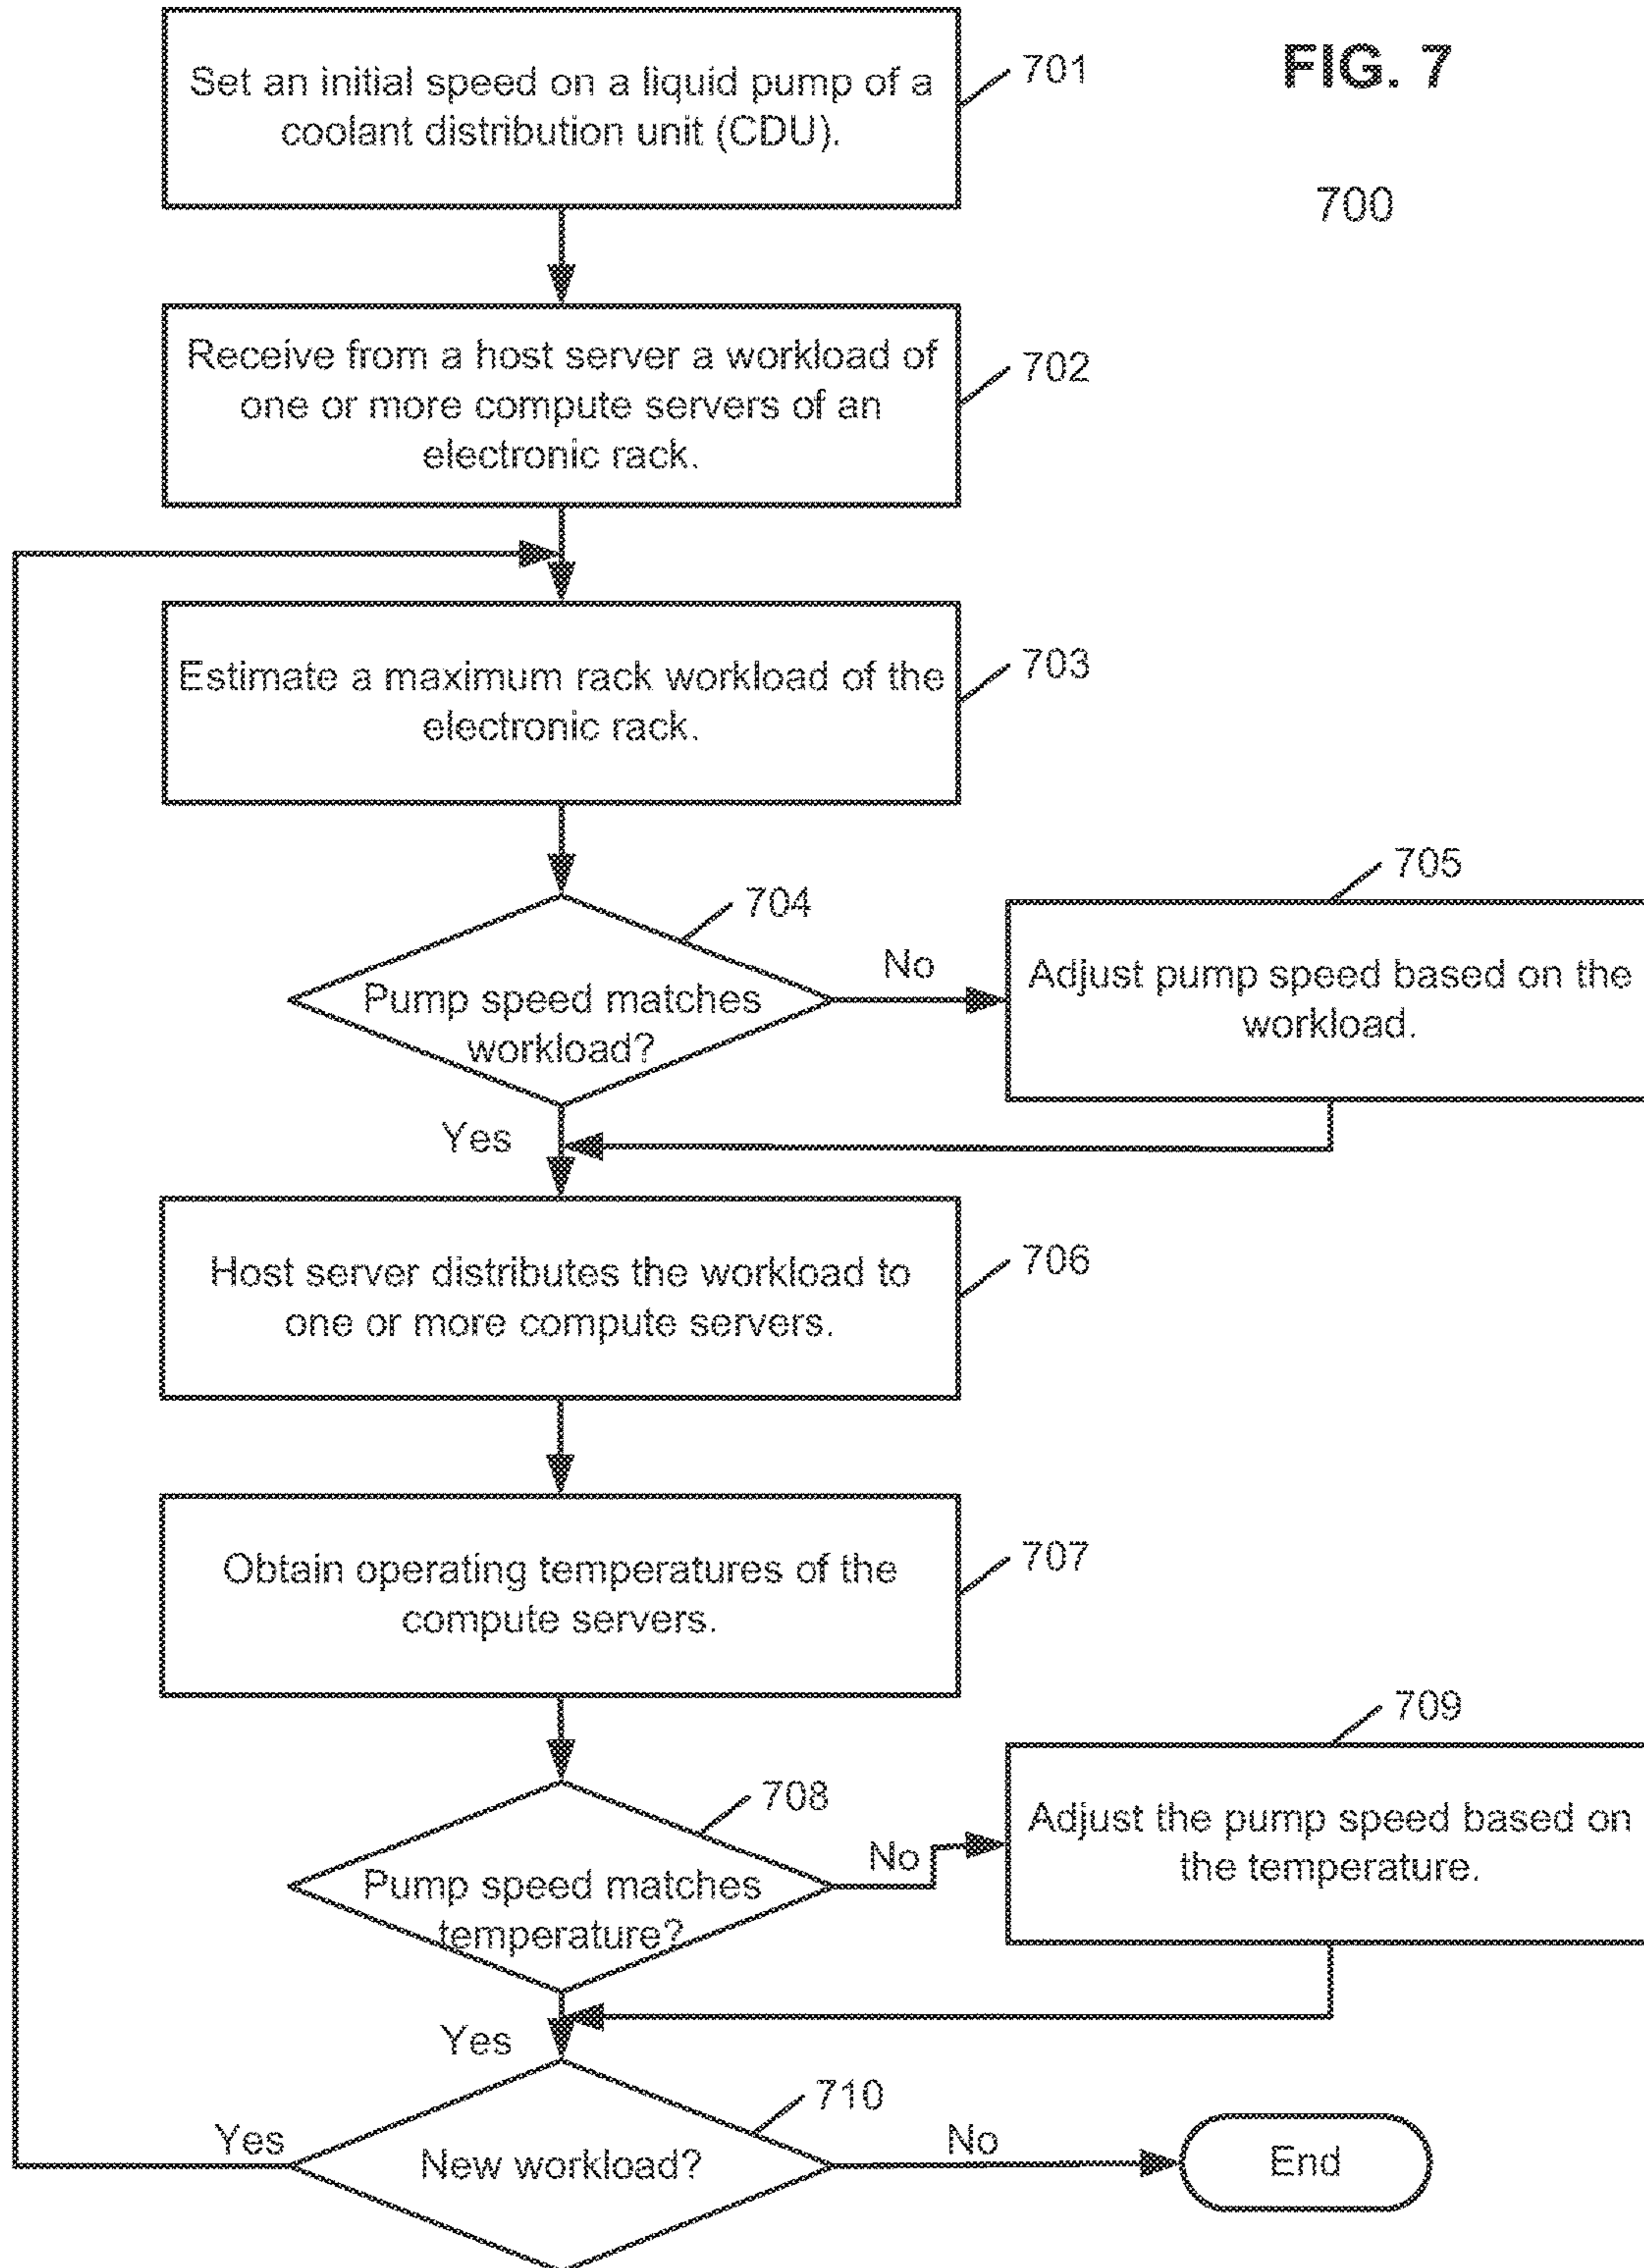 FIG. 7
700
Set an initial speed on a liquid pump of a
coolant distribution unit (CDU).
701
Receive from a host server a workload of
one or more compute servers of an
electronic rack.
702
Estimate a maximum rack workload of the
electronic rack.
703
704
Pump speed matches
workload?
No
705
Adjust pump speed based on the
workload.
Yes
Host server distributes the workload to
one or more compute servers.
706
Obtain operating temperatures of the
compute servers.
707
708
Pump speed matches
temperature?
No
709
Adjust the pump speed based on
the temperature.
Yes
710
New workload?
Yes
No
End